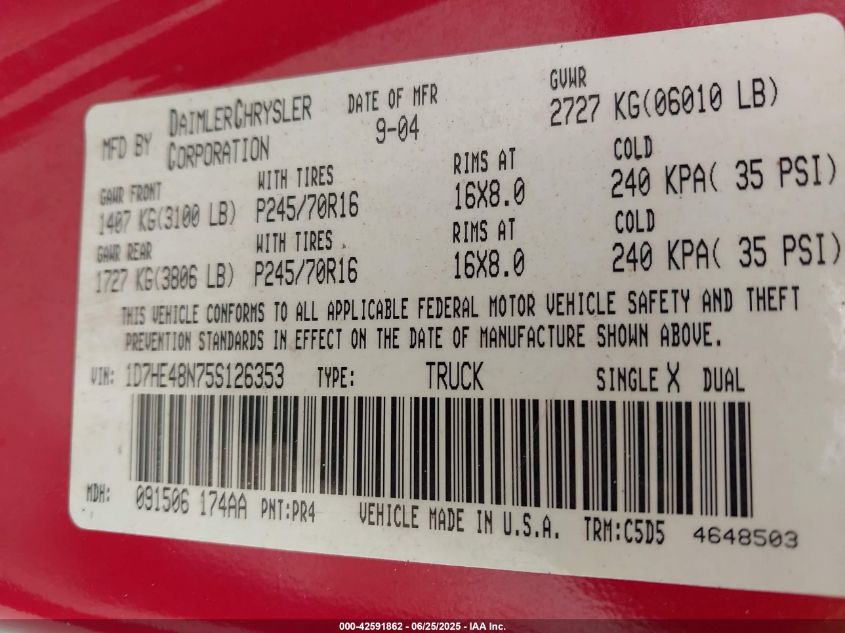 MFD BY DAIMLERCHRYSLER CORPORATION DATE OF MFR 9-04 GVWR 2727 KG(06010 LB)
GAWR FRONT WITH TIRES RIMS AT COLD
1407 KG(3100 LB) P245/70R16 16X8.0 240 KPA( 35 PSI)
GAWR REAR WITH TIRES RIMS AT COLD
1727 KG(3806 LB) P245/70R16 16X8.0 240 KPA( 35 PSI)
THIS VEHICLE CONFORMS TO ALL APPLICABLE FEDERAL MOTOR VEHICLE SAFETY AND THEFT
PREVENTION STANDARDS IN EFFECT ON THE DATE OF MANUFACTURE SHOWN ABOVE.
VIN: 1D7HE48N75S126353 TYPE: TRUCK SINGLE X DUAL
MDH: 091506 174AA PNT:PR4 VEHICLE MADE IN U.S.A. TRM:C5D5 4648503
000-42591862 - 06/25/2025 - IAA Inc.